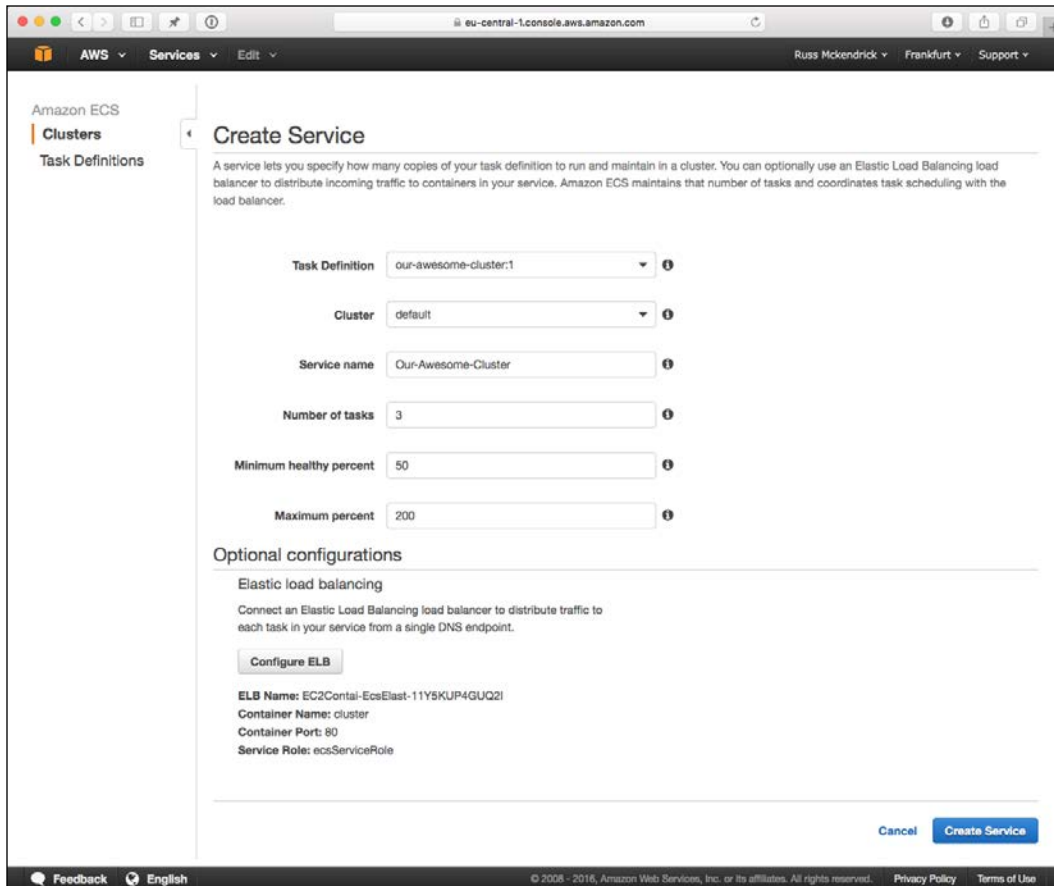 eu-central-1.console.aws.amazon.com
AWS Services Edit Russ Mckendrick Frankfurt Support
Amazon ECS
Clusters
Task Definitions
Create Service
A service lets you specify how many copies of your task definition to run and maintain in a cluster. You can optionally use an Elastic Load Balancing load
balancer to distribute incoming traffic to containers in your service. Amazon ECS maintains that number of tasks and coordinates task scheduling with the
load balancer.
Task Definition our-awesome-cluster:1
Cluster default
Service name Our-Awesome-Cluster
Number of tasks 3
Minimum healthy percent 50
Maximum percent 200
Optional configurations
Elastic load balancing
Connect an Elastic Load Balancing load balancer to distribute traffic to
each task in your service from a single DNS endpoint.
Configure ELB
ELB Name: EC2Contai-EcsElast-11Y5KUP4GUQ2I
Container Name: cluster
Container Port: 80
Service Role: ecsServiceRole
Cancel Create Service
Feedback English © 2008 - 2016, Amazon Web Services, Inc. or its affiliates. All rights reserved. Privacy Policy Terms of Use